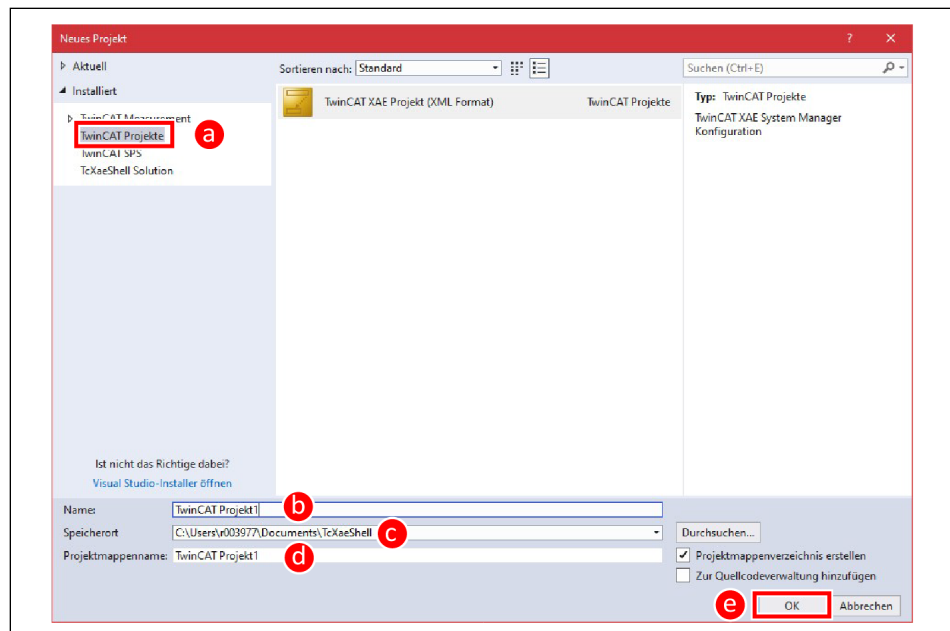 Neues Projekt ? ×
Aktuell
Sortieren nach: Standard
Suchen (Ctrl+E)
Installiert
TwinCAT XAE Projekt (XML Format) TwinCAT Projekte
Typ: TwinCAT Projekte
TwinCAT XAE System Manager
Konfiguration
TwinCAT Measurement
TwinCAT Projekte a
TwinCAT SPS
TcXaeShell Solution
Ist nicht das Richtige dabei?
Visual Studio-Installer öffnen
Name: TwinCAT Projekt1 b
Speicherort C:\Users\r003977\Documents\TcXaeShell c Durchsuchen...
Projektmappenname: TwinCAT Projekt1 d
Projektmappenverzeichnis erstellen
Zur Quellcodeverwaltung hinzufügen
e OK Abbrechen